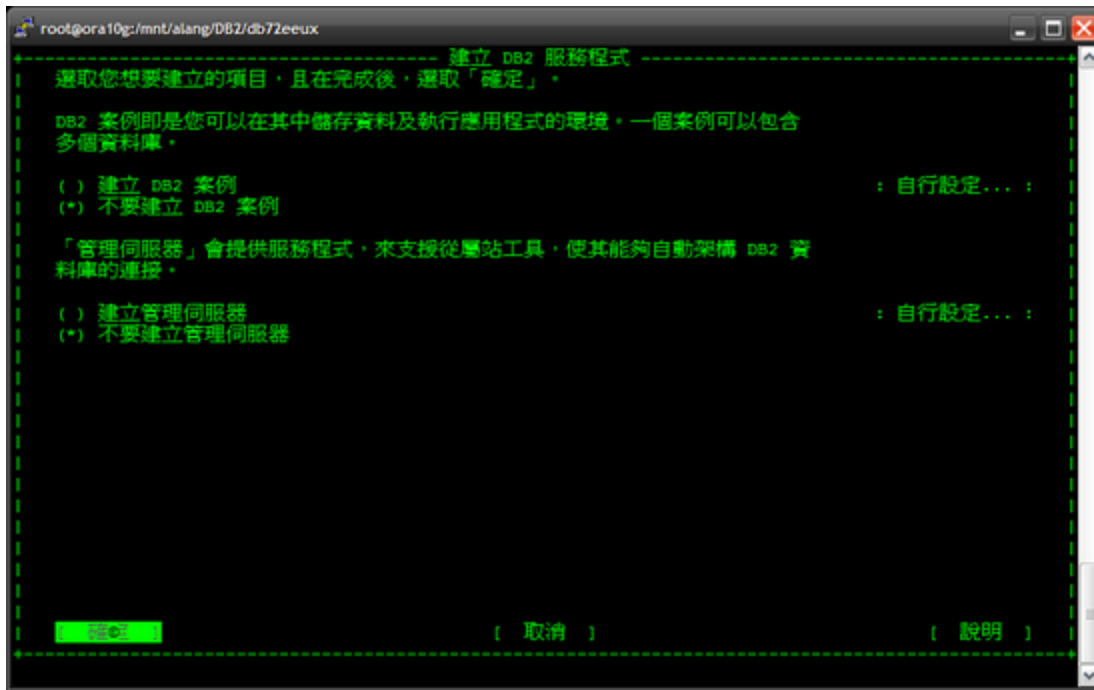 root@ora10g:/mnt/alang/DB2/db72eeux
建立 DB2 服務程式
選取您想要建立的項目，且在完成後，選取「確定」。
DB2 案例即是您可以在其中儲存資料及執行應用程式的環境。一個案例可以包含
多個資料庫。
( ) 建立 DB2 案例 : 自行設定... :
(*) 不要建立 DB2 案例
「管理伺服器」會提供服務程式，來支援從屬站工具，使其能夠自動架構 DB2 資
料庫的連接。
( ) 建立管理伺服器 : 自行設定... :
(*) 不要建立管理伺服器
[ 確定 ] [ 取消 ] [ 說明 ]